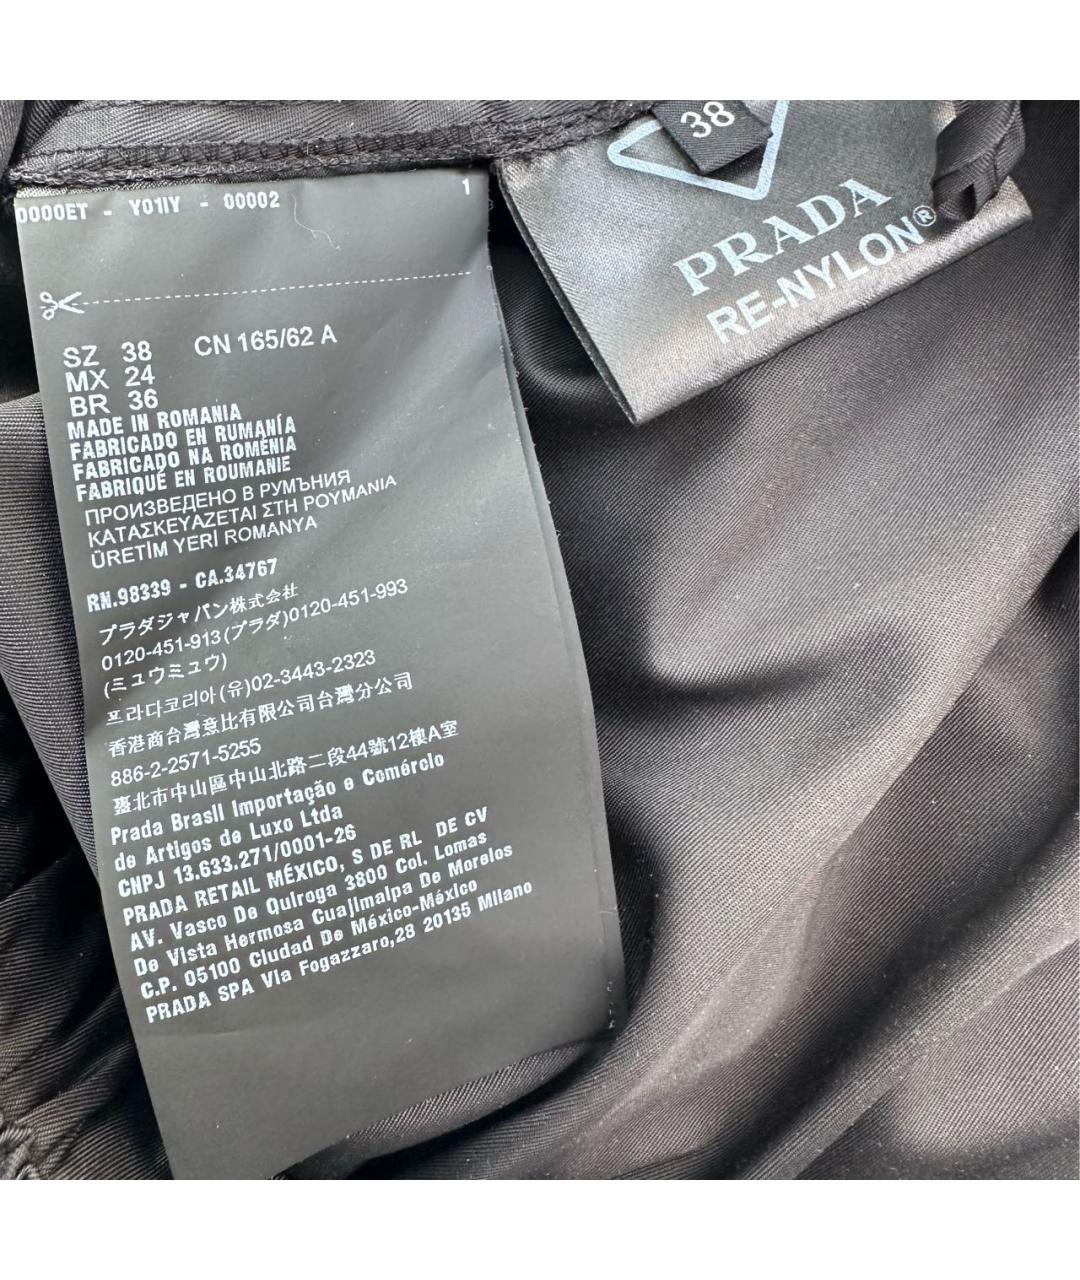 0000ET - Y01IY - 00002
1
SZ 38 CN 165/62 A
MX 24
BR 36
MADE IN ROMANIA
FABRICADO EN RUMANÍA
FABRICADO NA ROMÊNIA
FABRIQUÉ EN ROUMANIE
ПРОИЗВЕДЕНО В РУМЪНИЯ
ΚΑΤΑΣΚΕΥΑΖΕΤΑΙ ΣΤΗ ΡΟΥΜΑΝΙΑ
ÜRETİM YERİ ROMANYA
RN.98339 - CA.34767
プラダジャパン株式会社
0120-451-913(プラダ)0120-451-993
(ミュウミュウ)
프라다코리아(유)02-3443-2323
香港商台灣意比有限公司台灣分公司
886-2-2571-5255
臺北市中山區中山北路二段44號12樓A室
Prada Brasil Importação e Comércio
de Artigos de Luxo Ltda
CNPJ 13.633.271/0001-26
PRADA RETAIL MÉXICO, S DE RL DE CV
AV. Vasco De Quiroga 3800 Col. Lomas
De Vista Hermosa Cuajimalpa De Morelos
C.P. 05100 Ciudad De México-México
PRADA SPA Via Fogazzaro,28 20135 Milano
38
PRADA
RE-NYLON®